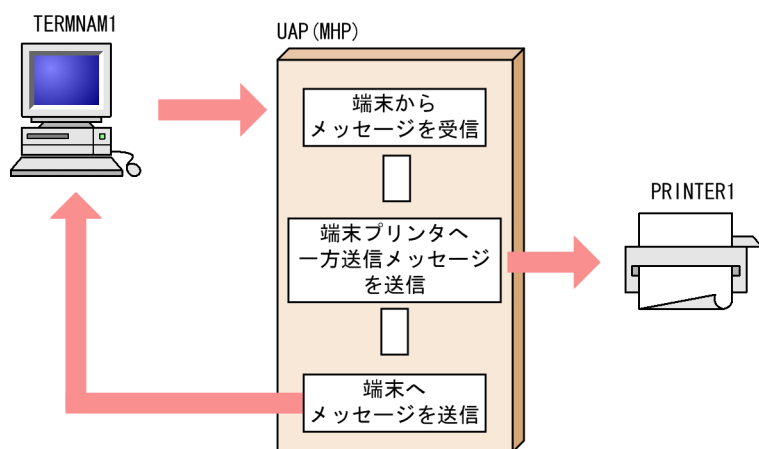 TERMNAM1
UAP(MHP)
端末から
メッセージを受信
PRINTER1
端末プリンタへ
一方送信メッセージ
を送信
端末へ
メッセージを送信